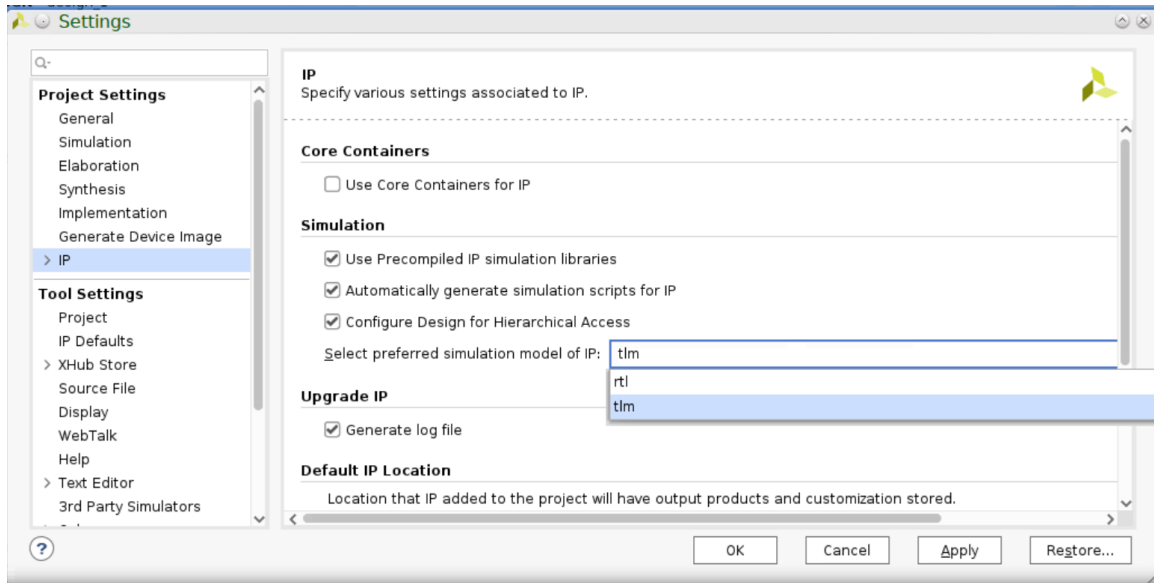 Settings
Q-
Project Settings
General
Simulation
Elaboration
Synthesis
Implementation
Generate Device Image
> IP
Tool Settings
Project
IP Defaults
> XHub Store
Source File
Display
WebTalk
Help
> Text Editor
3rd Party Simulators
IP
Specify various settings associated to IP.
Core Containers
Use Core Containers for IP
Simulation
Use Precompiled IP simulation libraries
Automatically generate simulation scripts for IP
Configure Design for Hierarchical Access
Select preferred simulation model of IP: tlm
rtl
tlm
Upgrade IP
Generate log file
Default IP Location
Location that IP added to the project will have output products and customization stored.
?
OK
Cancel
Apply
Restore...